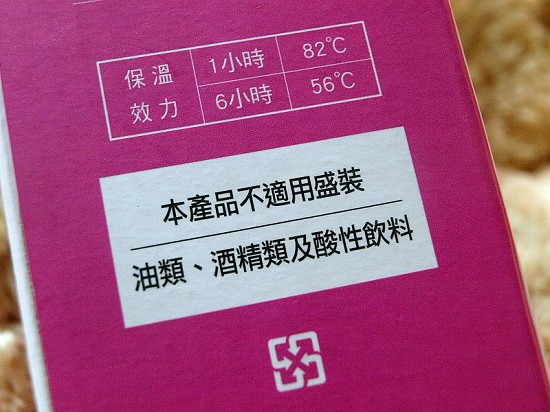 保溫 1小時 82℃
效力 6小時 56℃
本產品不適用盛裝
油類、酒精類及酸性飲料